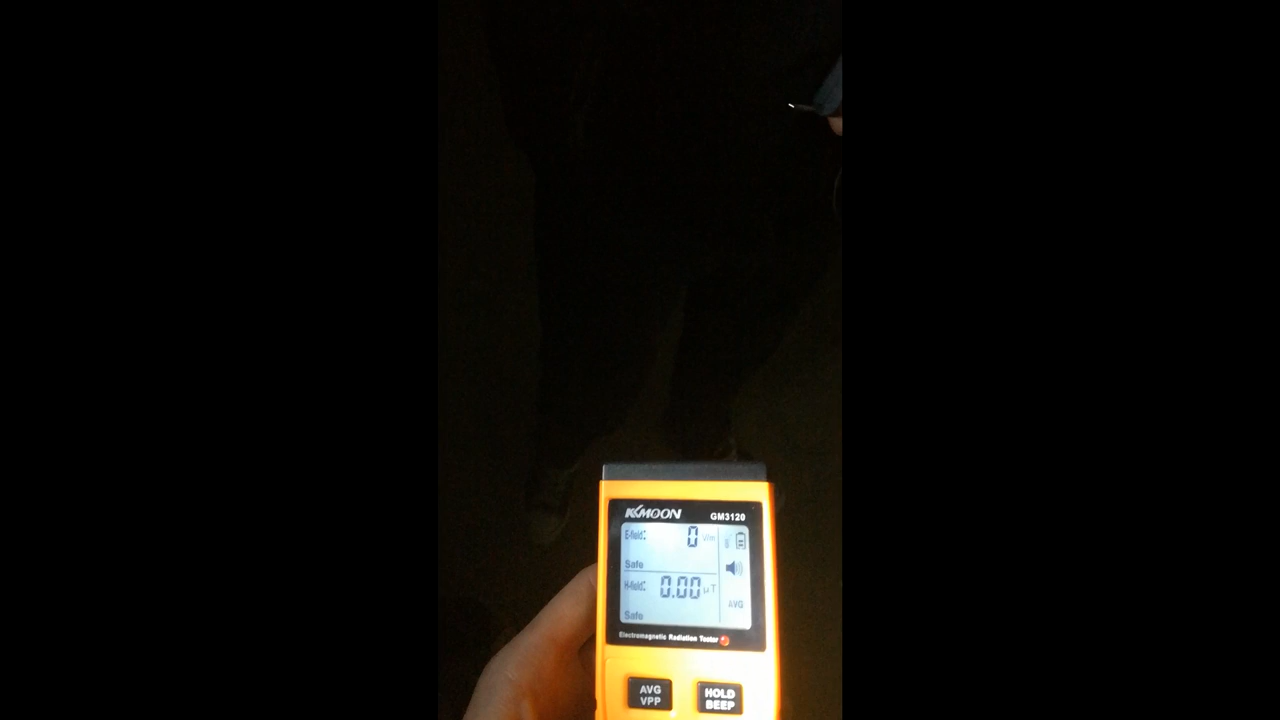 KKMOON GM3120
E-field: 0 V/m
Safe
H-field: 0.00 μT
Safe
AVG
Electromagnetic Radiation Tester
AVG
VPP
HOLD
BEEP